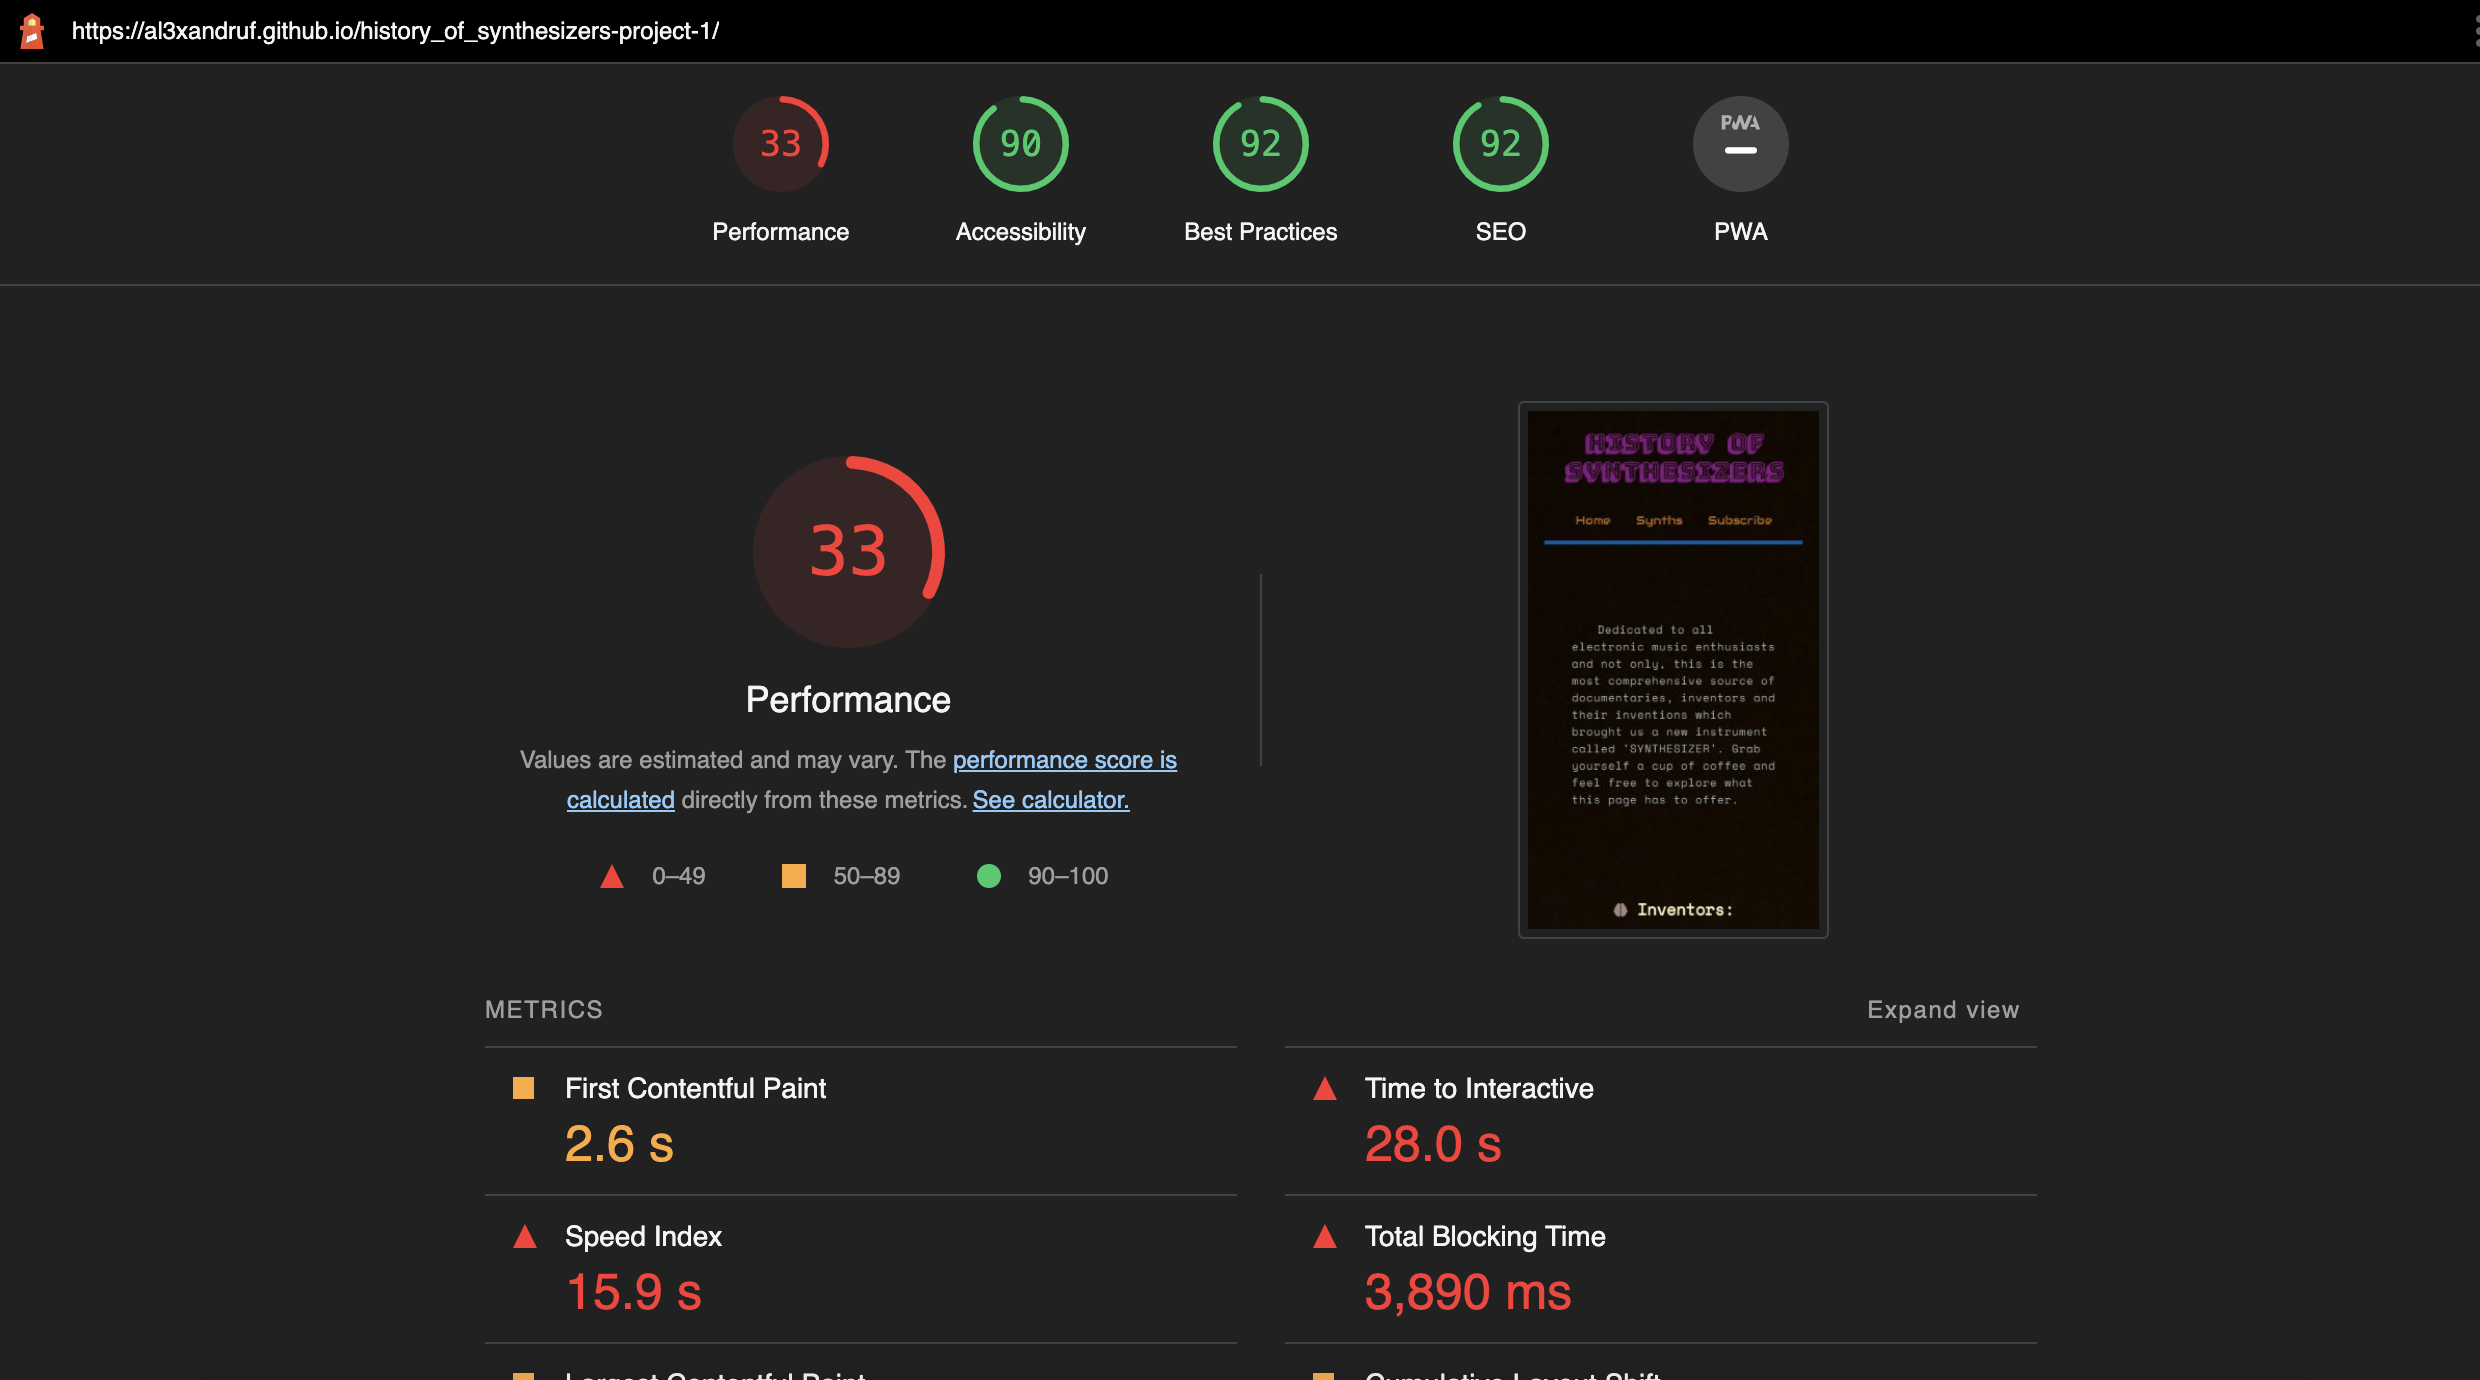 https://al3xandruf.github.io/history_of_synthesizers-project-1/
33
90
92
92
PWA
Performance
Accessibility
Best Practices
SEO
PWA
33
Performance
Values are estimated and may vary. The performance score is
calculated directly from these metrics. See calculator.
0–49
50–89
90–100
HISTORY OF
SYNTHESIZERS
Home Synths Subscribe
Dedicated to all
electronic music enthusiasts
and not only, this is the
most comprehensive source of
documentaries, inventors and
their inventions which
brought us a new instrument
called 'SYNTHESIZER'. Grab
yourself a cup of coffee and
feel free to explore what
this page has to offer.
Inventors:
METRICS
Expand view
First Contentful Paint
2.6 s
Time to Interactive
28.0 s
Speed Index
15.9 s
Total Blocking Time
3,890 ms
Largest Contentful Paint
Cumulative Layout Shift